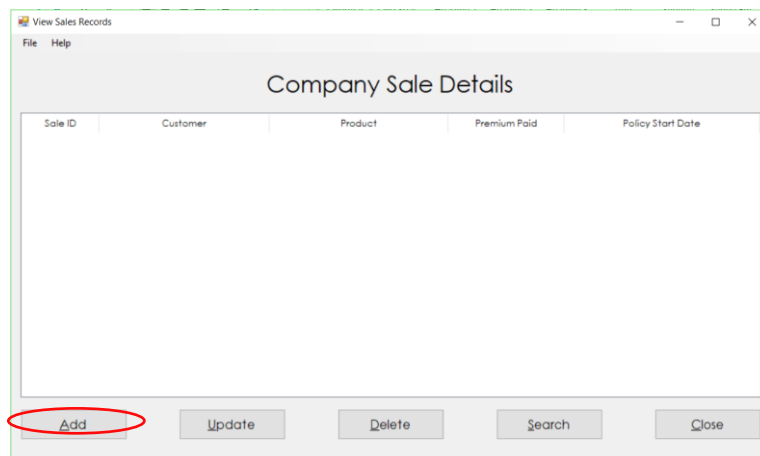 View Sales Records
File Help
Company Sale Details
Sale ID Customer Product Premium Paid Policy Start Date
Add Update Delete Search Close